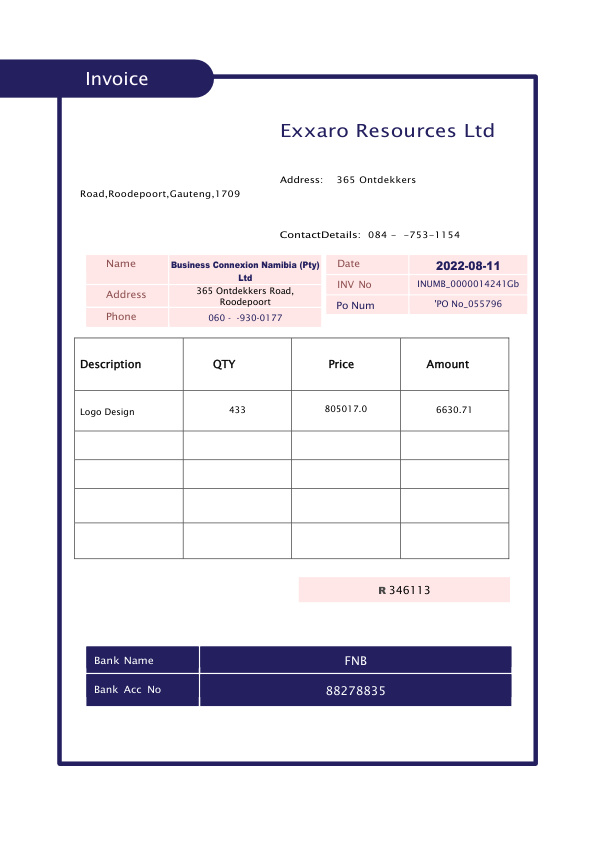 Invoice
Exxaro Resources Ltd
Address: 365 Ontdekkers
Road,Roodepoort,Gauteng,1709
ContactDetails: 084 - -753-1154
Name Business Connexion Namibia (Pty)
Ltd
Address 365 Ontdekkers Road,
Roodepoort
Phone 060 - -930-0177
Date 2022-08-11
INV No INUMB_0000014241Gb
Po Num 'PO No_055796
Description QTY Price Amount
Logo Design 433 805017.0 6630.71
R 346113
Bank Name FNB
Bank Acc No 88278835